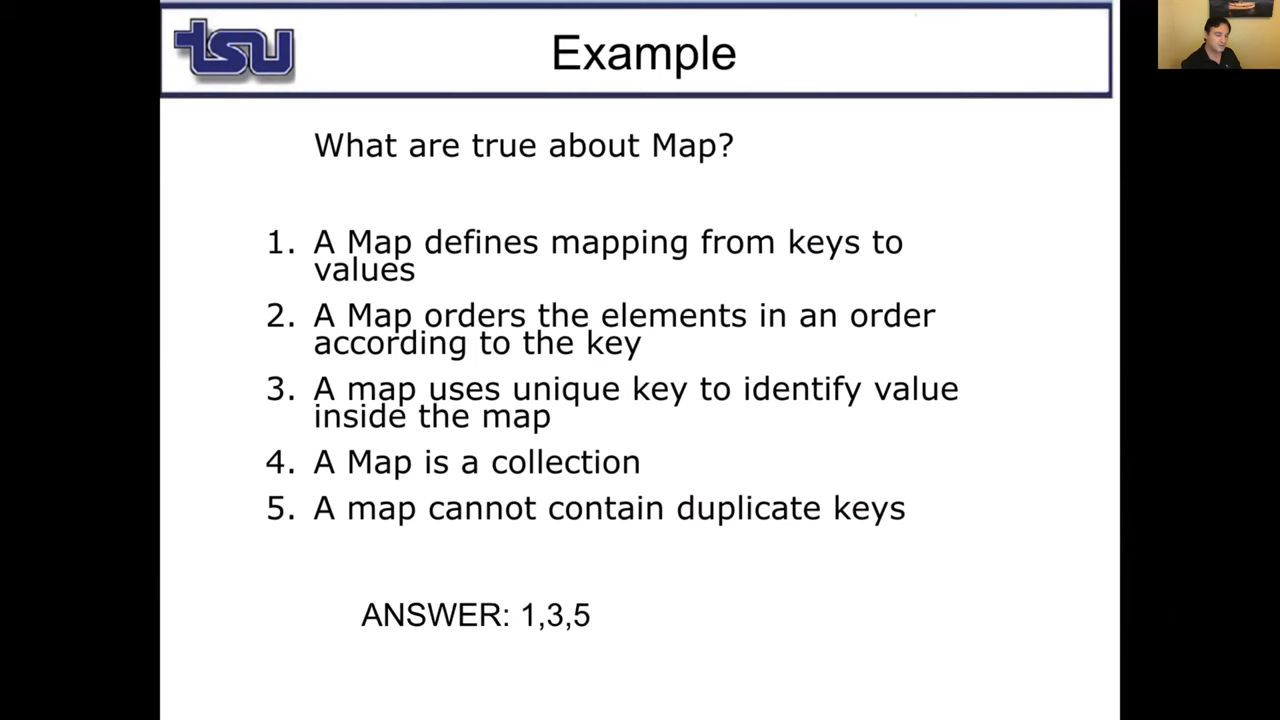 tsu
Example
What are true about Map?
1. A Map defines mapping from keys to
values
2. A Map orders the elements in an order
according to the key
3. A map uses unique key to identify value
inside the map
4. A Map is a collection
5. A map cannot contain duplicate keys
ANSWER: 1,3,5